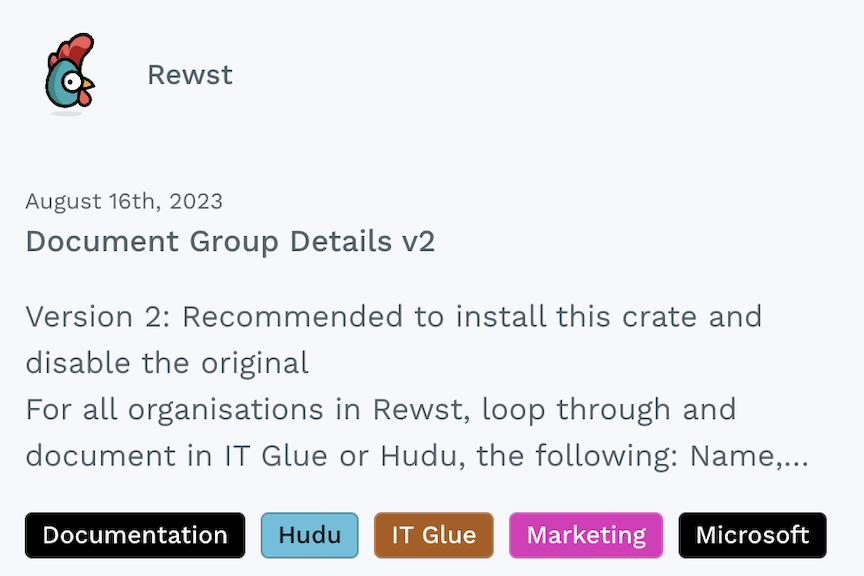 Rewst
August 16th, 2023
Document Group Details v2
Version 2: Recommended to install this crate and
disable the original
For all organisations in Rewst, loop through and
document in IT Glue or Hudu, the following: Name,...
Documentation Hudu IT Glue Marketing Microsoft